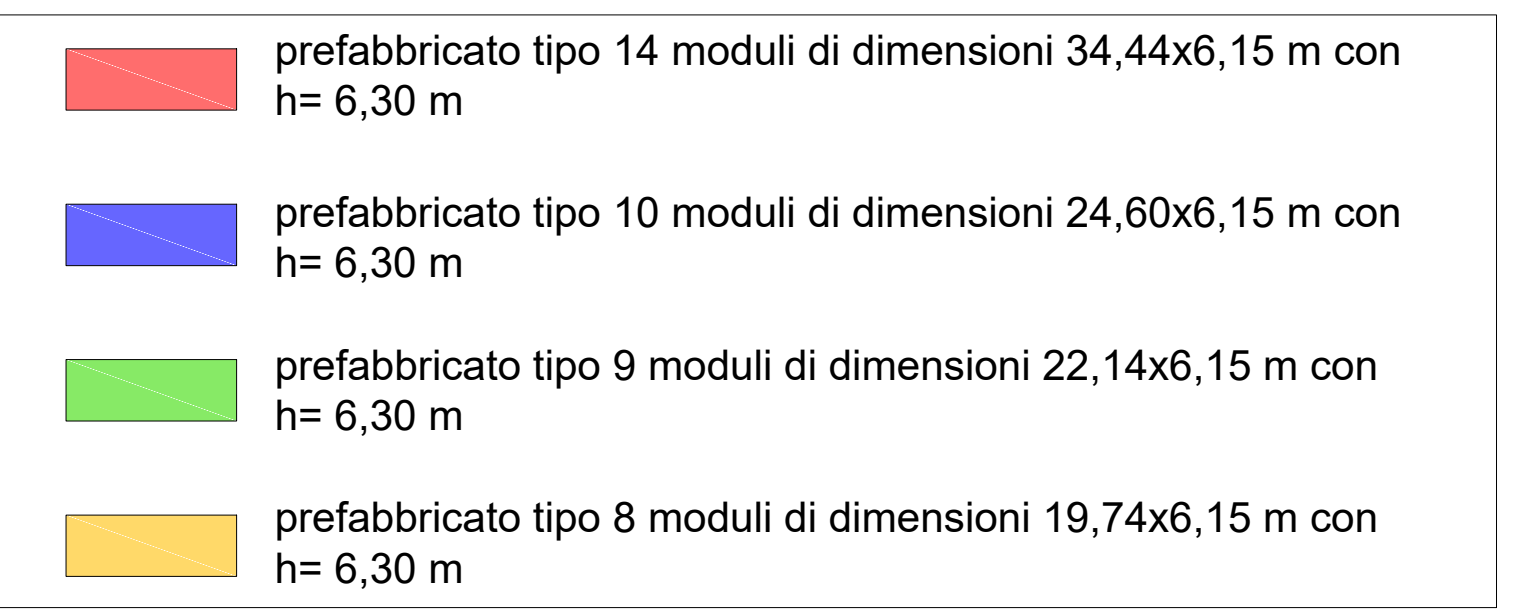 prefabbricato tipo 14 moduli di dimensioni 34,44x6,15 m con
h= 6,30 m
prefabbricato tipo 10 moduli di dimensioni 24,60x6,15 m con
h= 6,30 m
prefabbricato tipo 9 moduli di dimensioni 22,14x6,15 m con
h= 6,30 m
prefabbricato tipo 8 moduli di dimensioni 19,74x6,15 m con
h= 6,30 m